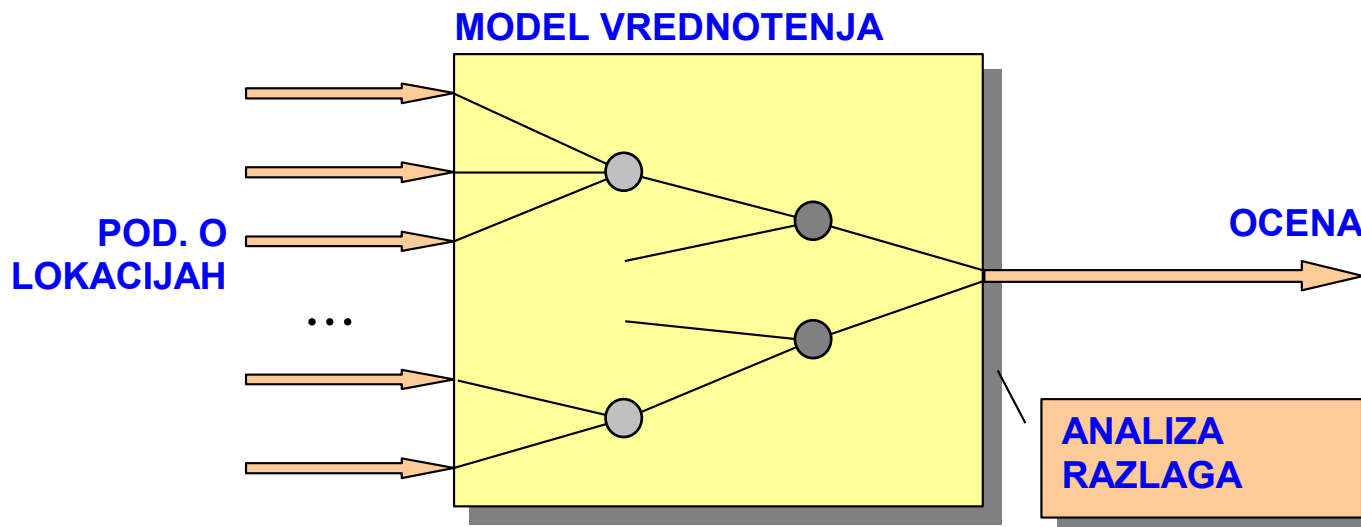 MODEL VREDNOTENJA
POD. O
LOKACIJAH
...
OCENA
ANALIZA
RAZLAGA